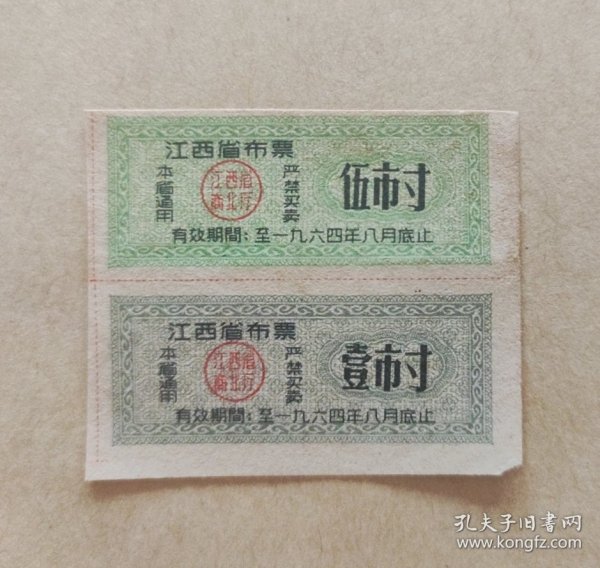 江西省布票
本省通用
江西省
商业厅
严禁买卖
伍市寸
有效期間：至一九六四年八月底止
江西省布票
本省通用
江西省
商业厅
严禁买卖
壹市寸
有效期間：至一九六四年八月底止
孔夫子旧书网
www.kongfz.com